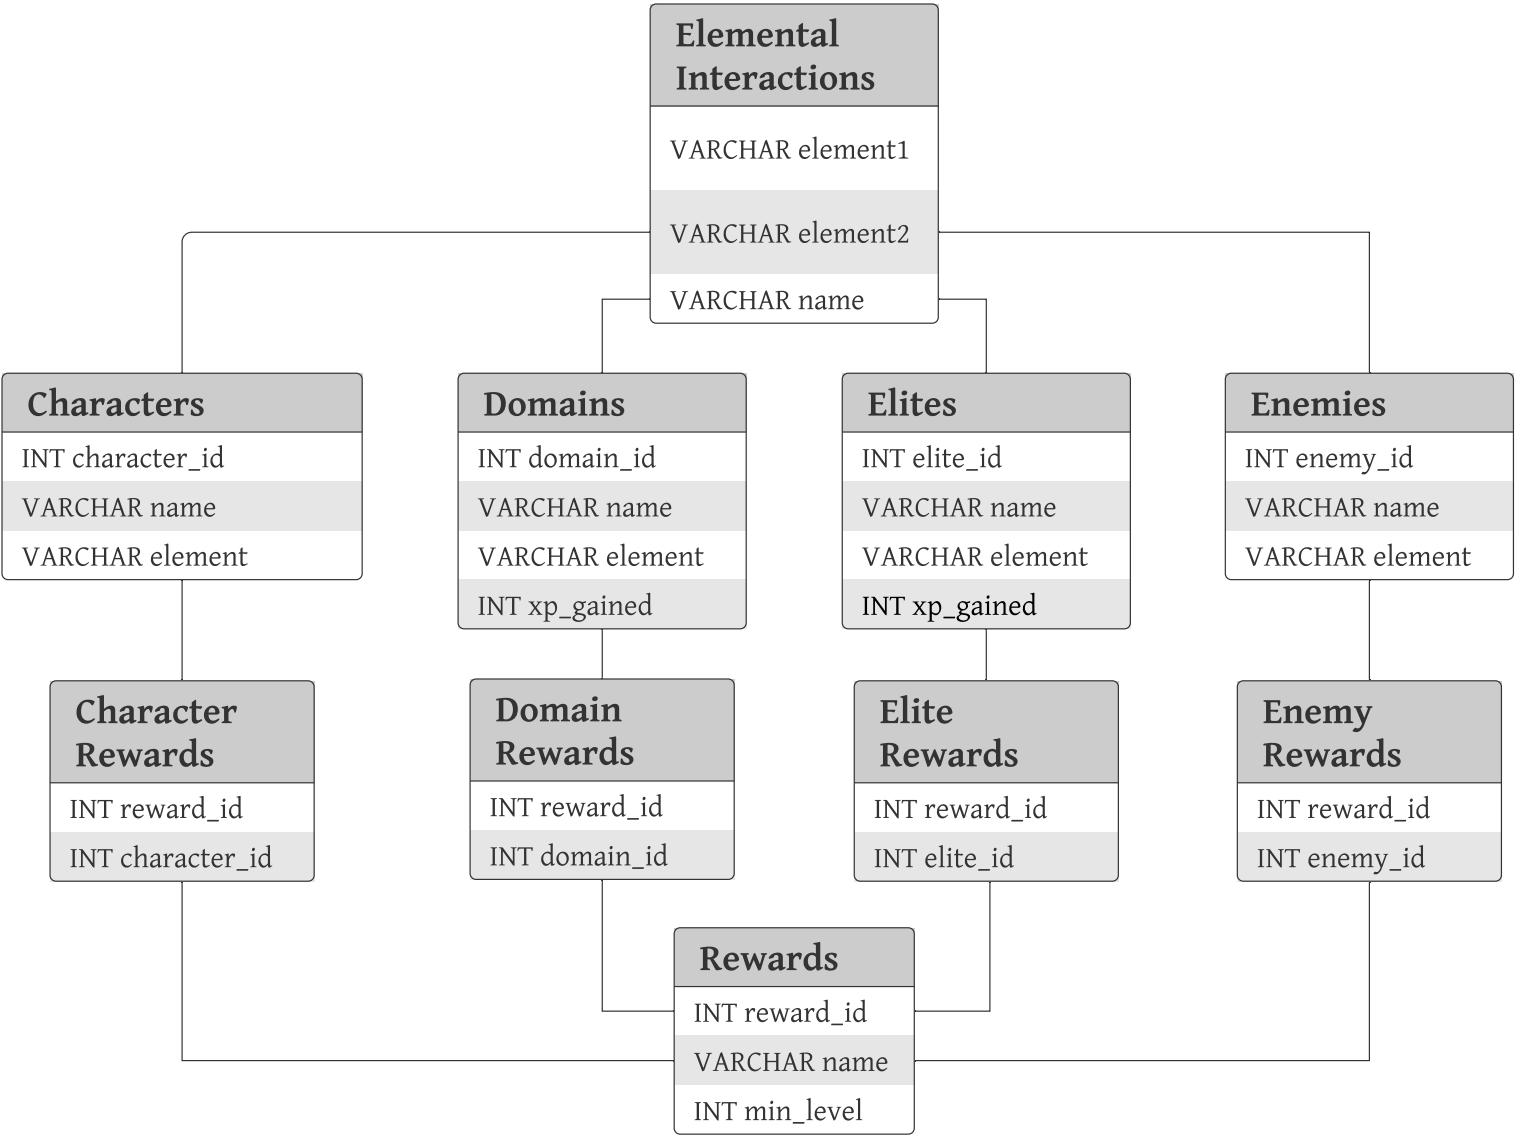 Elemental
Interactions
VARCHAR element1
VARCHAR element2
VARCHAR name
Characters
INT character_id
VARCHAR name
VARCHAR element
Domains
INT domain_id
VARCHAR name
VARCHAR element
INT xp_gained
Elites
INT elite_id
VARCHAR name
VARCHAR element
INT xp_gained
Enemies
INT enemy_id
VARCHAR name
VARCHAR element
Character
Rewards
INT reward_id
INT character_id
Domain
Rewards
INT reward_id
INT domain_id
Elite
Rewards
INT reward_id
INT elite_id
Enemy
Rewards
INT reward_id
INT enemy_id
Rewards
INT reward_id
VARCHAR name
INT min_level